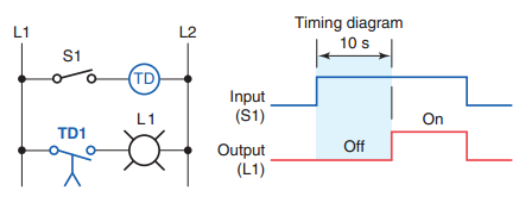 L1
L2
S1
TD
TD1
L1
Timing diagram
10 s
Input
(S1)
On
Output
(L1)
Off